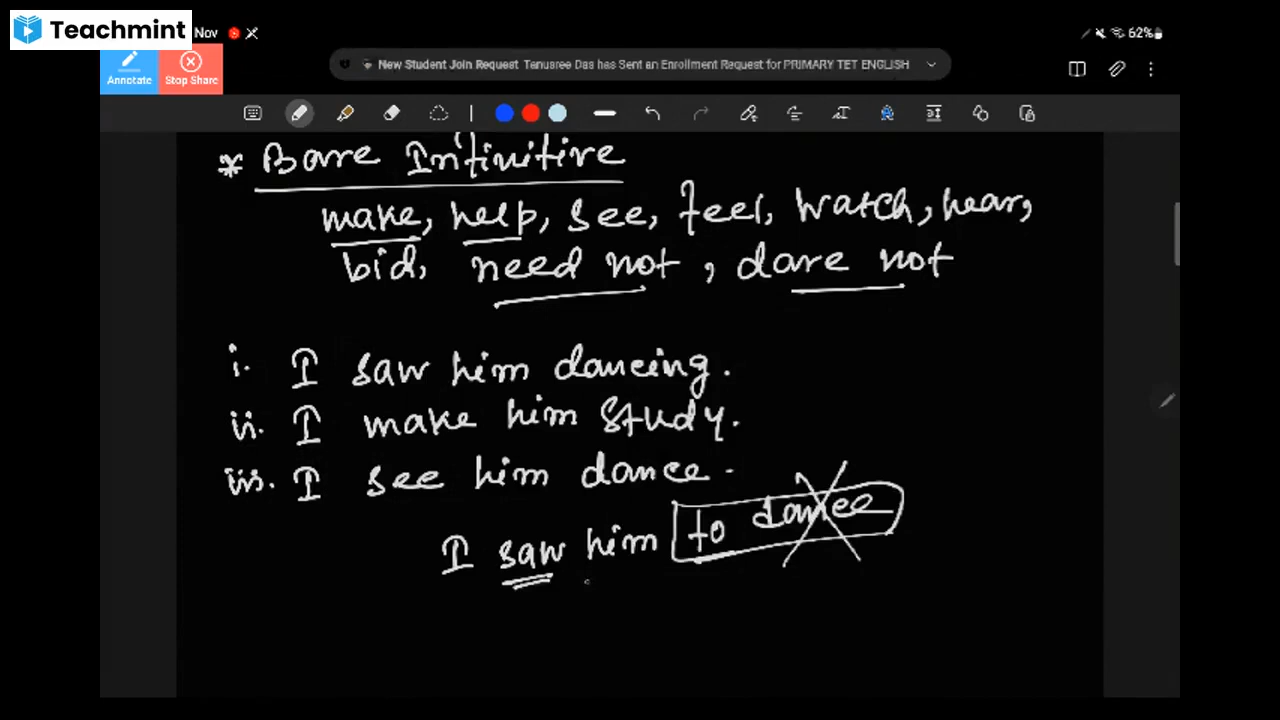 Teachmint
Nov
62%
New Student Join Request Tanusree Das has Sent an Enrollment Request for PRIMARY TET ENGLISH
Annotate
Stop Share
* Bare Infinitive
make, help, see, feel, watch, hear,
bid, need not, dare not
i. I saw him dancing.
ii. I make him study.
iii. I see him dance.
I saw him to dance